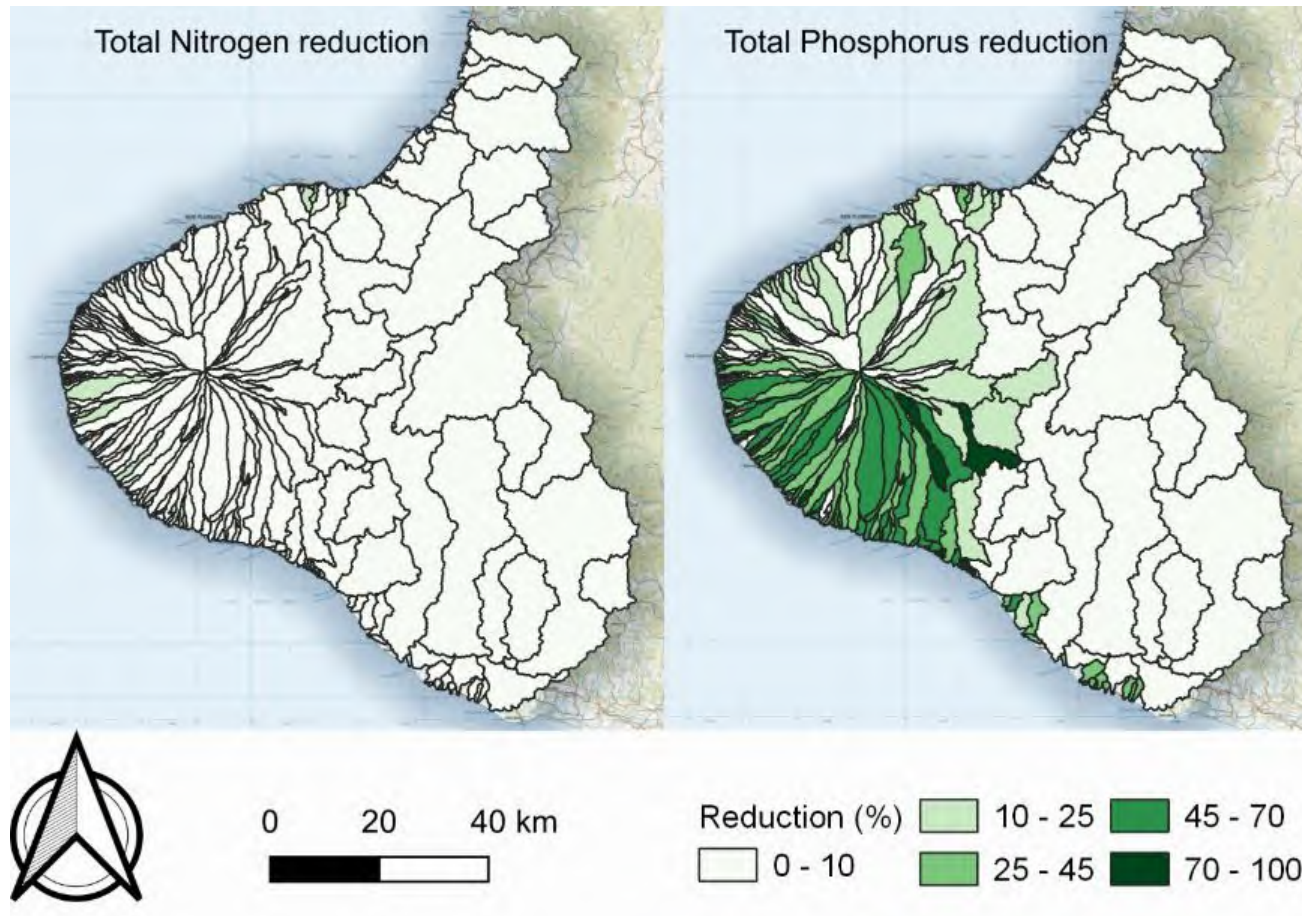 Total Nitrogen reduction
Total Phosphorus reduction
0 20 40 km
Reduction (%)
0 - 10
10 - 25
25 - 45
45 - 70
70 - 100